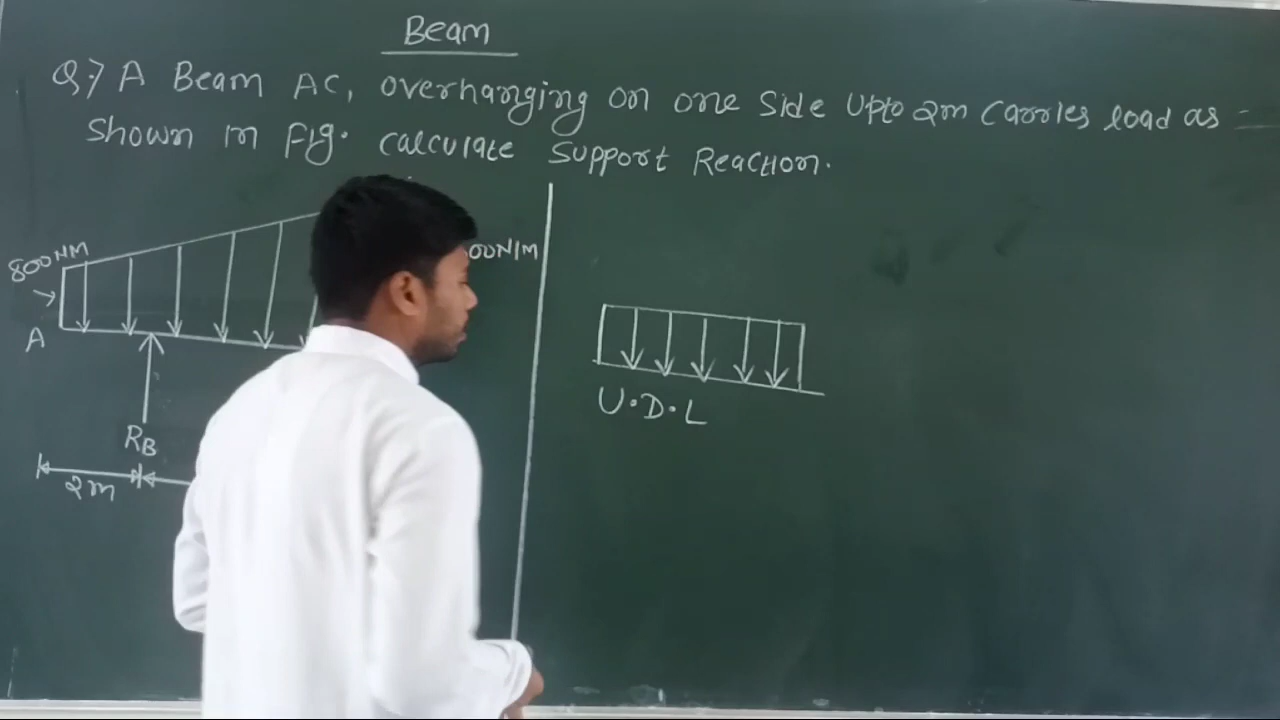 Beam
Q.7 A Beam AC, overhanging on one side upto 2m carries load as
shown in fig. calculate support Reaction.
800NM
00N/M
A
RB
2m
U.D.L